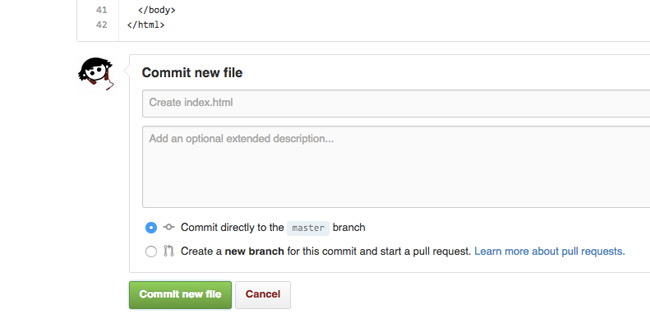 41 </body>
42 </html>
Commit new file
Create index.html
Add an optional extended description...
Commit directly to the master branch
Create a new branch for this commit and start a pull request. Learn more about pull requests.
Commit new file Cancel